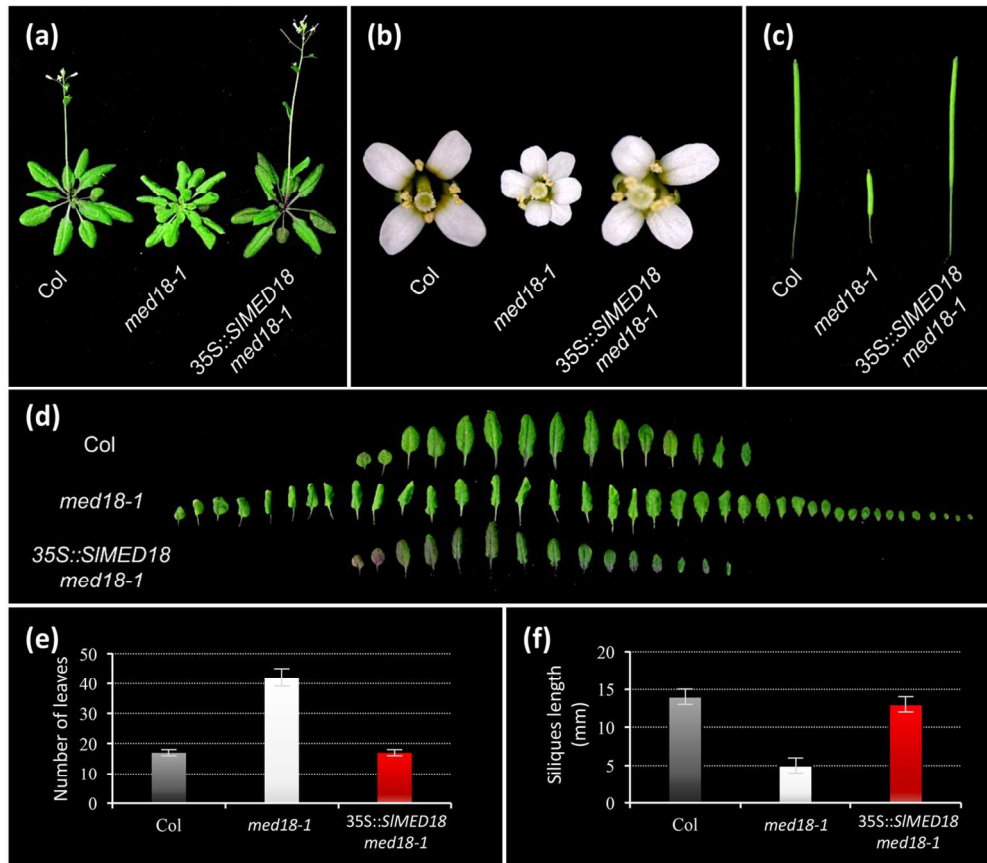 (a)
Col
med18-1
35S::SlMED18
med18-1
(b)
Col
med18-1
35S::SlMED18
med18-1
(c)
Col
med18-1
35S::SlMED18
med18-1
(d)
Col
med18-1
35S::SlMED18
med18-1
(e)
Number of leaves
50
40
30
20
10
0
Col
med18-1
35S::SlMED18
med18-1
(f)
Siliques length
(mm)
20
15
10
5
0
Col
med18-1
35S::SlMED18
med18-1